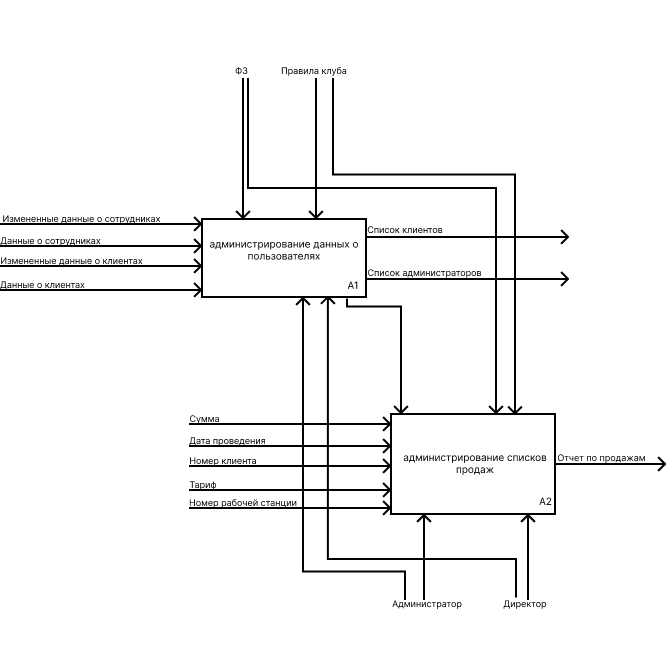 ФЗ
Правила клуба
Измененные данные о сотрудниках
Данные о сотрудниках
Измененные данные о клиентах
Данные о клиентах
администрирование данных о
пользователях
A1
Список клиентов
Список администраторов
Сумма
Дата проведения
Номер клиента
Тариф
Номер рабочей станции
администрирование списков
продаж
A2
Отчет по продажам
Администратор
Директор